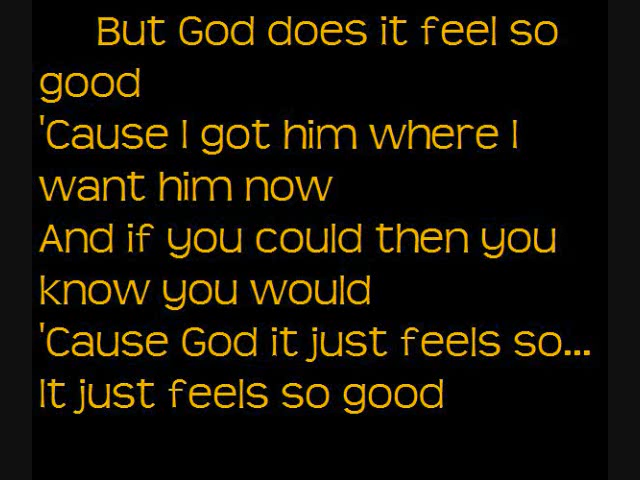 But God does it feel so
good
'Cause I got him where I
want him now
And if you could then you
know you would
'Cause God it just feels so...
It just feels so good